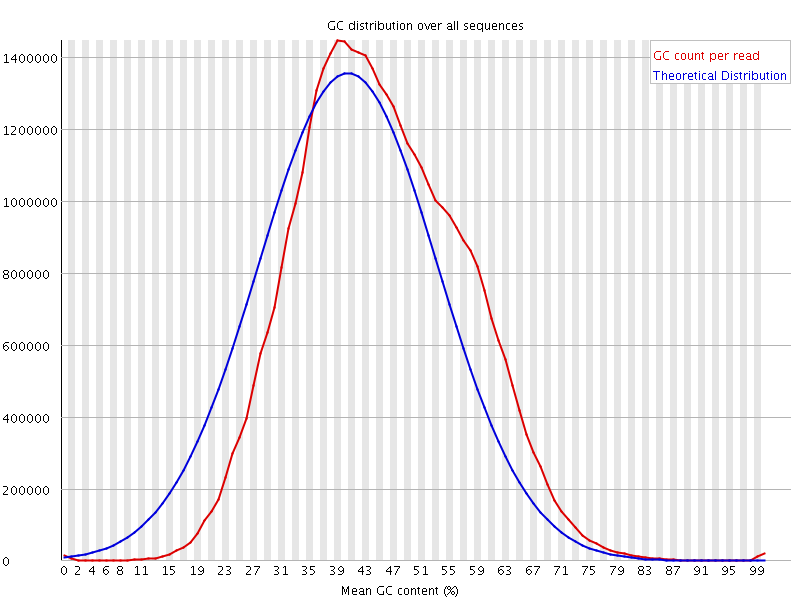 GC distribution over all sequences
GC count per read
Theoretical Distribution
1400000
1200000
1000000
800000
600000
400000
200000
0
0 2 4 6 8 11 15 19 23 27 31 35 39 43 47 51 55 59 63 67 71 75 79 83 87 91 95 99
Mean GC content (%)